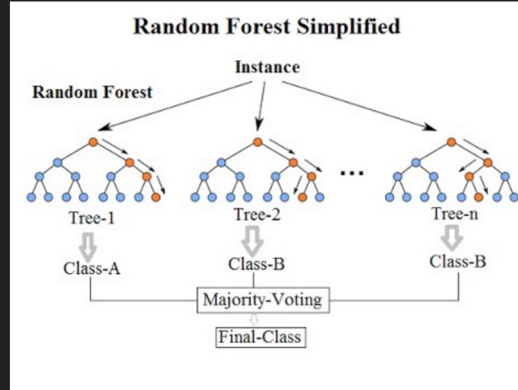 Random Forest Simplified
Instance
Random Forest
...
Tree-1
Tree-2
Tree-n
Class-A
Class-B
Class-B
Majority-Voting
Final-Class